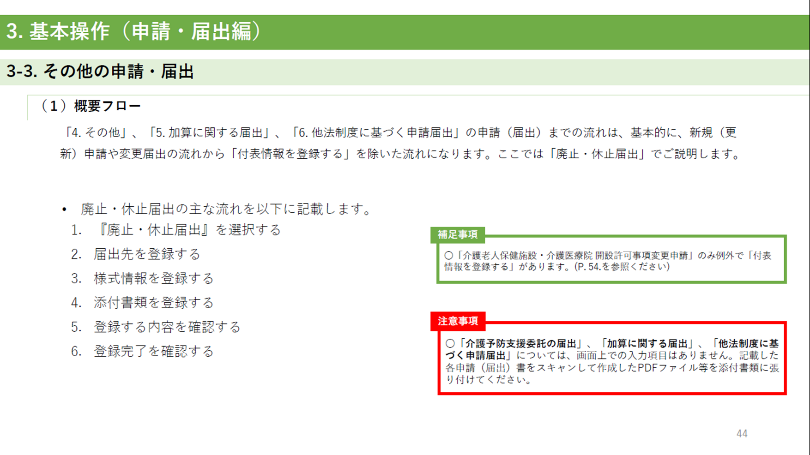 3. 基本操作（申請・届出編）
3-3. その他の申請・届出
（１）概要フロー
「4. その他」、「5. 加算に関する届出」、「6. 他法制度に基づく申請届出」の申請（届出）までの流れは、基本的に、新規（更
新）申請や変更届出の流れから「付表情報を登録する」を除いた流れになります。ここでは「廃止・休止届出」でご説明します。
• 廃止・休止届出の主な流れを以下に記載します。
1. 『廃止・休止届出』を選択する
2. 届出先を登録する
3. 様式情報を登録する
4. 添付書類を登録する
5. 登録する内容を確認する
6. 登録完了を確認する
補足事項
〇「介護老人保健施設・介護医療院 開設許可事項変更申請」のみ例外で「付表
情報を登録する」があります。(P. 54.を参照ください）
注意事項
〇「介護予防支援委託の届出」、「加算に関する届出」、「他法制度に基
づく申請届出」については、画面上での入力項目はありません。記載した
各申請（届出）書をスキャンして作成したPDFファイル等を添付書類に張
り付けてください。
44